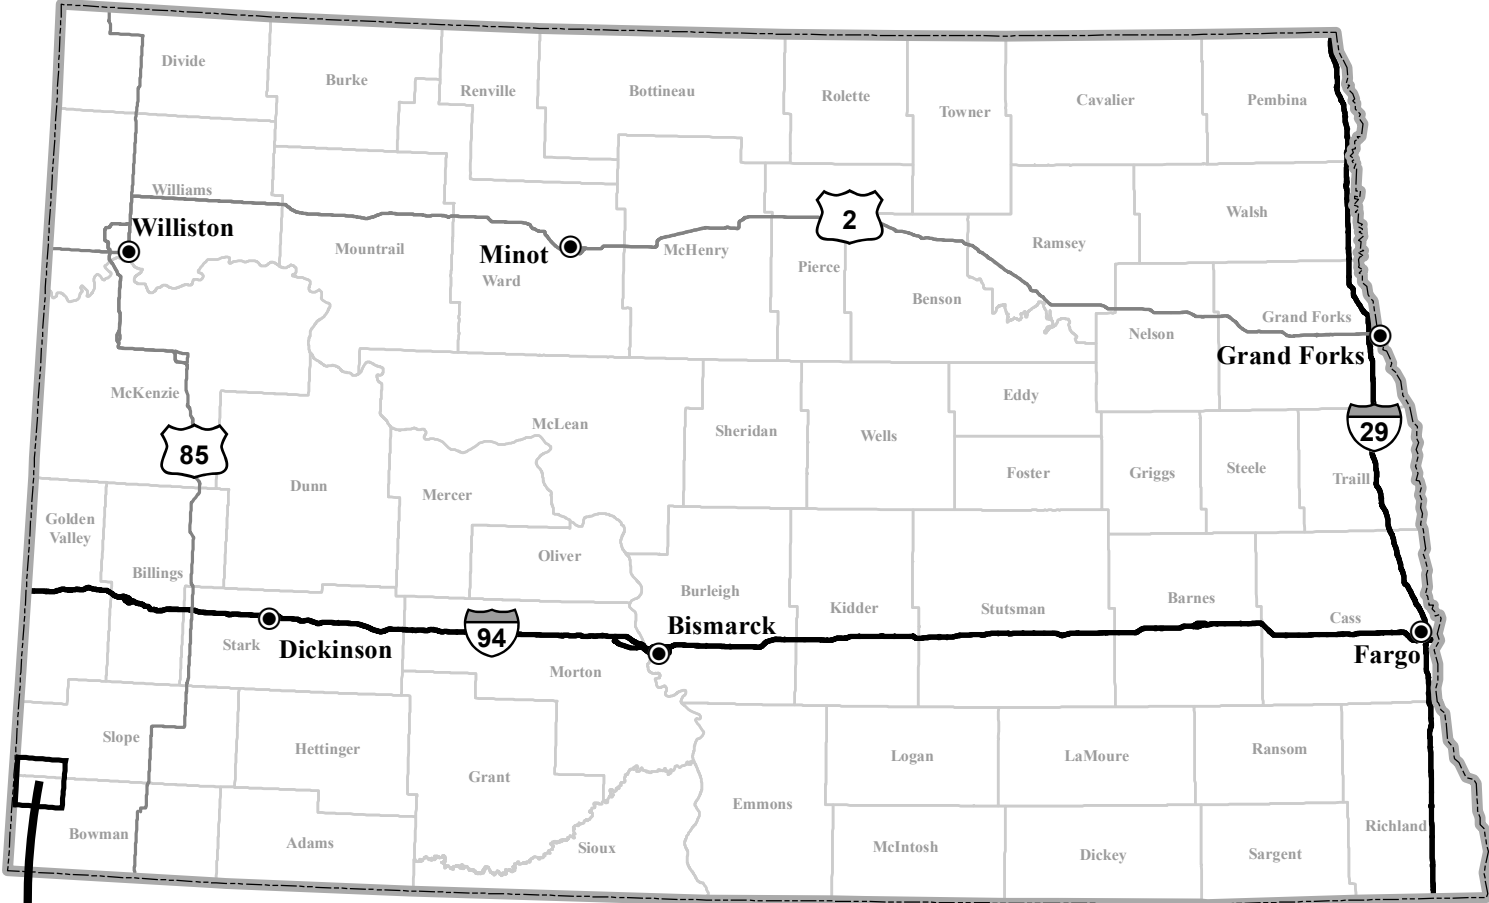 Divide
Burke
Renville
Bottineau
Rolette
Towner
Cavalier
Pembina
Williams
Williston
Mountrail
Minot
Ward
McHenry
2
Pierce
Benson
Ramsey
Walsh
Nelson
Grand Forks
Grand Forks
McKenzie
85
McLean
Sheridan
Wells
Eddy
Foster
Griggs
Steele
29
Traill
Golden
Valley
Billings
Dunn
Mercer
Oliver
Burleigh
Kidder
Stutsman
Barnes
Cass
Fargo
Stark
Dickinson
94
Bismarck
Morton
Slope
Hettinger
Grant
Logan
LaMoure
Ransom
Emmons
Richland
Bowman
Adams
Sioux
McIntosh
Dickey
Sargent